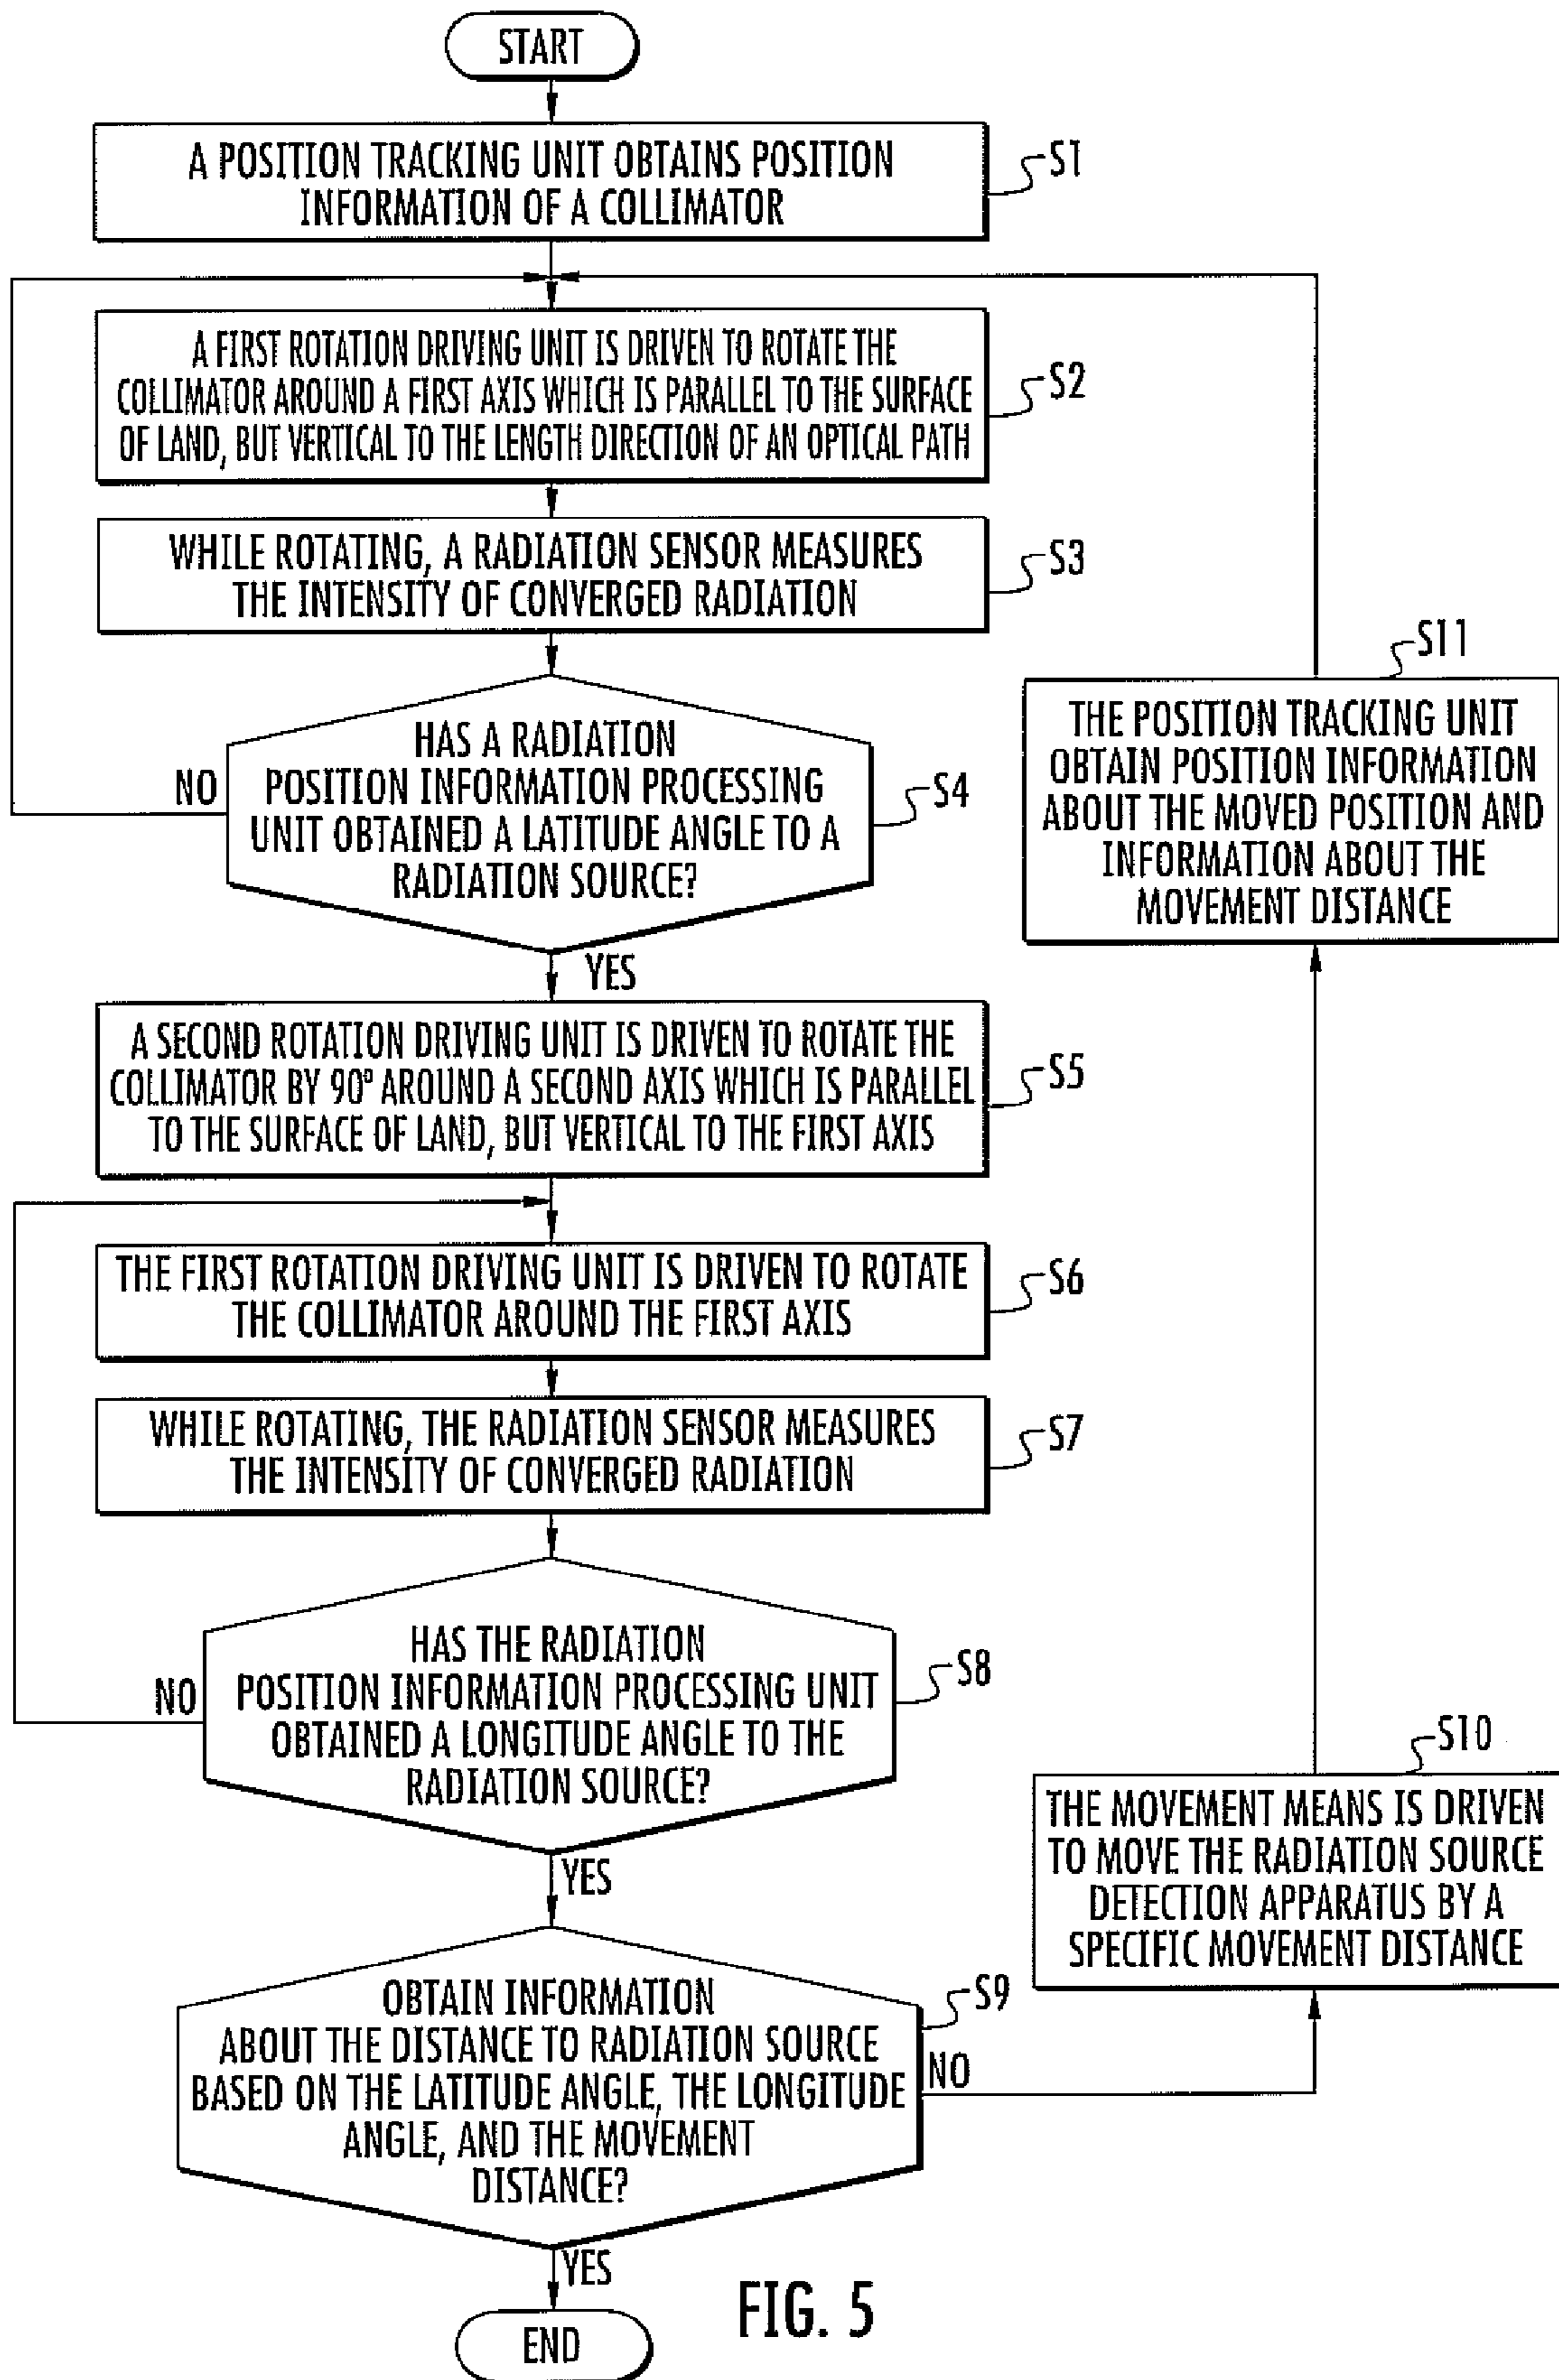 START
A POSITION TRACKING UNIT OBTAINS POSITION
INFORMATION OF A COLLIMATOR
S1
A FIRST ROTATION DRIVING UNIT IS DRIVEN TO ROTATE THE
COLLIMATOR AROUND A FIRST AXIS WHICH IS PARALLEL TO THE SURFACE
OF LAND, BUT VERTICAL TO THE LENGTH DIRECTION OF AN OPTICAL PATH
S2
WHILE ROTATING, A RADIATION SENSOR MEASURES
THE INTENSITY OF CONVERGED RADIATION
S3
HAS A RADIATION
POSITION INFORMATION PROCESSING
UNIT OBTAINED A LATITUDE ANGLE TO A
RADIATION SOURCE?
S4
NO
YES
A SECOND ROTATION DRIVING UNIT IS DRIVEN TO ROTATE THE
COLLIMATOR BY 90° AROUND A SECOND AXIS WHICH IS PARALLEL
TO THE SURFACE OF LAND, BUT VERTICAL TO THE FIRST AXIS
S5
THE FIRST ROTATION DRIVING UNIT IS DRIVEN TO ROTATE
THE COLLIMATOR AROUND THE FIRST AXIS
S6
WHILE ROTATING, THE RADIATION SENSOR MEASURES
THE INTENSITY OF CONVERGED RADIATION
S7
HAS THE RADIATION
POSITION INFORMATION PROCESSING UNIT
OBTAINED A LONGITUDE ANGLE TO THE
RADIATION SOURCE?
S8
NO
YES
OBTAIN INFORMATION
ABOUT THE DISTANCE TO RADIATION SOURCE
BASED ON THE LATITUDE ANGLE, THE LONGITUDE
ANGLE, AND THE MOVEMENT
DISTANCE?
S9
NO
YES
END
S10
THE MOVEMENT MEANS IS DRIVEN
TO MOVE THE RADIATION SOURCE
DETECTION APPARATUS BY A
SPECIFIC MOVEMENT DISTANCE
S11
THE POSITION TRACKING UNIT
OBTAIN POSITION INFORMATION
ABOUT THE MOVED POSITION AND
INFORMATION ABOUT THE
MOVEMENT DISTANCE
FIG. 5